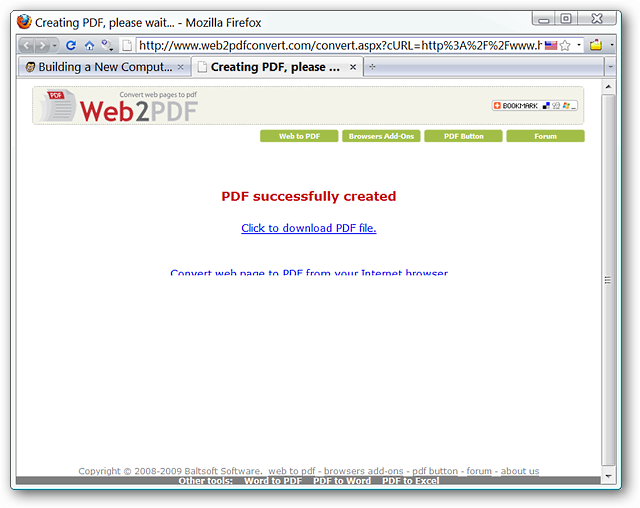 Creating PDF, please wait... - Mozilla Firefox
http://www.web2pdfconvert.com/convert.aspx?cURL=http%3A%2F%2Fwww.h
Building a New Comput...
Creating PDF, please ...
Convert web pages to pdf
PDF
Web2PDF
BOOKMARK
Web to PDF
Browsers Add-Ons
PDF Button
Forum
PDF successfully created
Click to download PDF file.
Convert web page to PDF from your Internet browser
Copyright © 2008-2009 Baltsoft Software. web to pdf - browsers add-ons - pdf button - forum - about us
Other tools: Word to PDF PDF to Word PDF to Excel